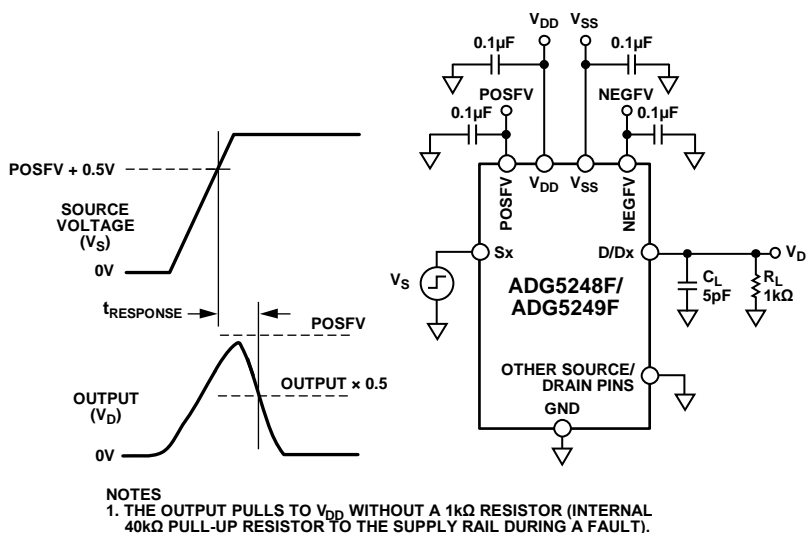 POSFV + 0.5V
SOURCE
VOLTAGE
(VS)
0V
tRESPONSE
POSFV
OUTPUT × 0.5
OUTPUT
(VD)
0V
VDD
VSS
0.1µF
0.1µF
POSFV
NEGFV
0.1µF
0.1µF
POSFV
VDD
VSS
NEGFV
VS
Sx
D/Dx
VD
ADG5248F/
ADG5249F
CL
5pF
RL
1kΩ
OTHER SOURCE/
DRAIN PINS
GND
NOTES
1. THE OUTPUT PULLS TO VDD WITHOUT A 1kΩ RESISTOR (INTERNAL
40kΩ PULL-UP RESISTOR TO THE SUPPLY RAIL DURING A FAULT).